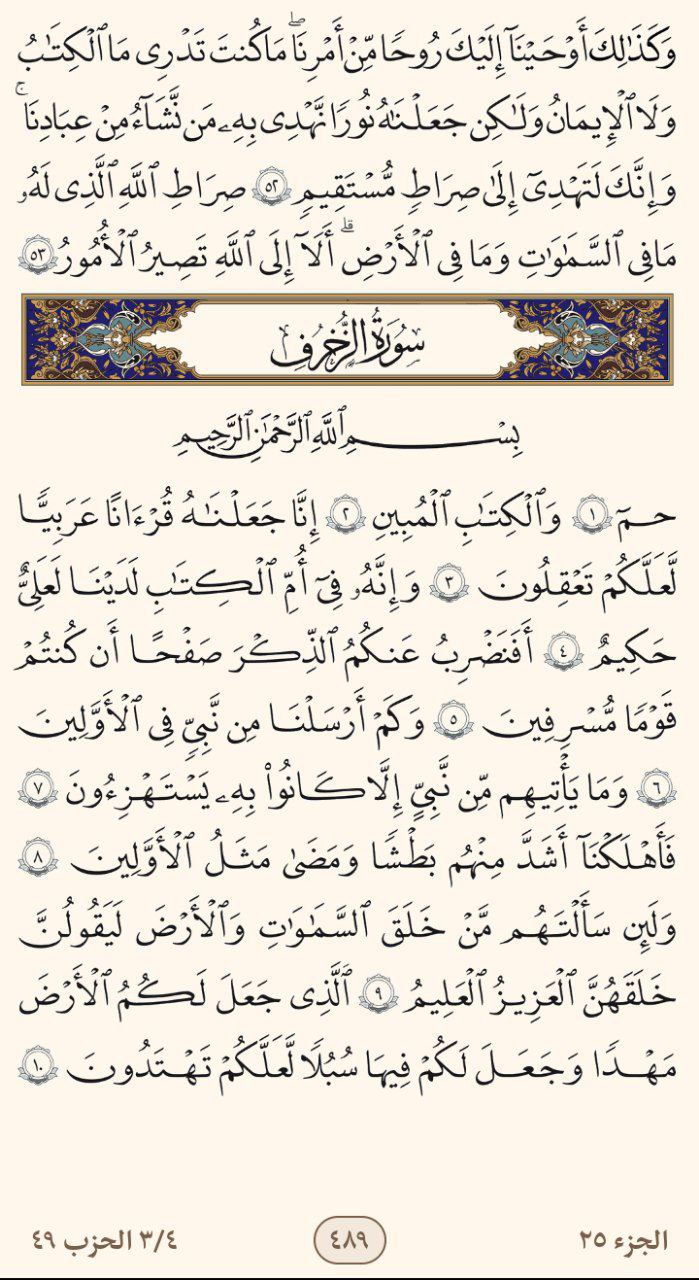 وَكَذَٰلِكَ أَوْحَيْنَآ إِلَيْكَ رُوحًا مِّنْ أَمْرِنَا ۚ مَا كُنتَ تَدْرِى مَا ٱلْكِتَٰبُ
وَلَا ٱلْإِيمَٰنُ وَلَٰكِن جَعَلْنَٰهُ نُورًا نَّهْدِى بِهِۦ مَن نَّشَآءُ مِنْ عِبَادِنَا ۚ
وَإِنَّكَ لَتَهْدِىٓ إِلَىٰ صِرَٰطٍ مُّسْتَقِيمٍ ٥٢ صِرَٰطِ ٱللَّهِ ٱلَّذِى لَهُۥ
مَا فِى ٱلسَّمَٰوَٰتِ وَمَا فِى ٱلْأَرْضِ ۗ أَلَآ إِلَى ٱللَّهِ تَصِيرُ ٱلْأُمُورُ ٥٣
سُورَةُ الزُّخْرُفِ
بِسْمِ ٱللَّهِ ٱلرَّحْمَٰنِ ٱلرَّحِيمِ
حمٓ ١ وَٱلْكِتَٰبِ ٱلْمُبِينِ ٢ إِنَّا جَعَلْنَٰهُ قُرْءَٰنًا عَرَبِيًّا
لَّعَلَّكُمْ تَعْقِلُونَ ٣ وَإِنَّهُۥ فِىٓ أُمِّ ٱلْكِتَٰبِ لَدَيْنَا لَعَلِىٌّ
حَكِيمٌ ٤ أَفَنَضْرِبُ عَنكُمُ ٱلذِّكْرَ صَفْحًا أَن كُنتُمْ
قَوْمًا مُّسْرِفِينَ ٥ وَكَمْ أَرْسَلْنَا مِن نَّبِىٍّ فِى ٱلْأَوَّلِينَ
٦ وَمَا يَأْتِيهِم مِّن نَّبِىٍّ إِلَّا كَانُوا۟ بِهِۦ يَسْتَهْزِءُونَ ٧
فَأَهْلَكْنَآ أَشَدَّ مِنْهُم بَطْشًا وَمَضَىٰ مَثَلُ ٱلْأَوَّلِينَ ٨
وَلَئِن سَأَلْتَهُم مَّنْ خَلَقَ ٱلسَّمَٰوَٰتِ وَٱلْأَرْضَ لَيَقُولُنَّ
خَلَقَهُنَّ ٱلْعَزِيزُ ٱلْعَلِيمُ ٩ ٱلَّذِى جَعَلَ لَكُمُ ٱلْأَرْضَ
مَهْدًا وَجَعَلَ لَكُمْ فِيهَا سُبُلًا لَّعَلَّكُمْ تَهْتَدُونَ ١٠
الجزء ٢٥ ٤٨٩ ٣/٤ الحزب ٤٩